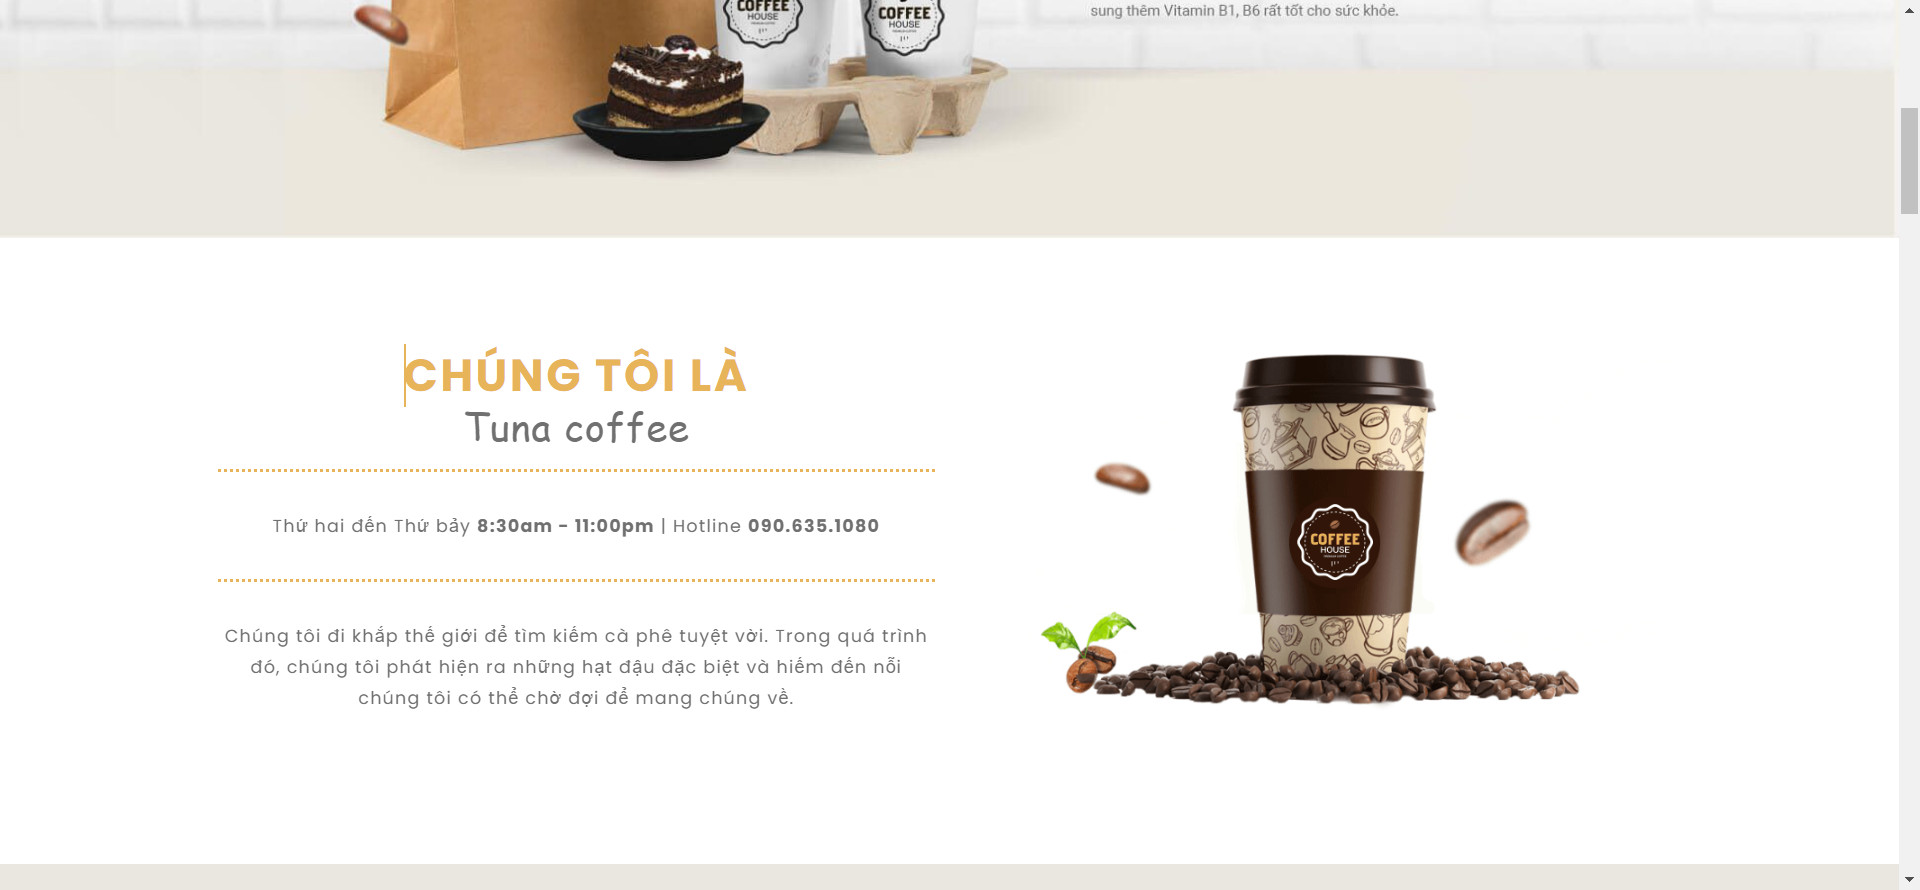 COFFEE
HOUSE
COFFEE
HOUSE
sung thêm Vitamin B1, B6 rất tốt cho sức khỏe.
CHÚNG TÔI LÀ
Tuna coffee
Thứ hai đến Thứ bảy 8:30am - 11:00pm | Hotline 090.635.1080
Chúng tôi đi khắp thế giới để tìm kiếm cà phê tuyệt vời. Trong quá trình
đó, chúng tôi phát hiện ra những hạt đậu đặc biệt và hiếm đến nỗi
chúng tôi có thể chờ đợi để mang chúng về.
COFFEE
HOUSE